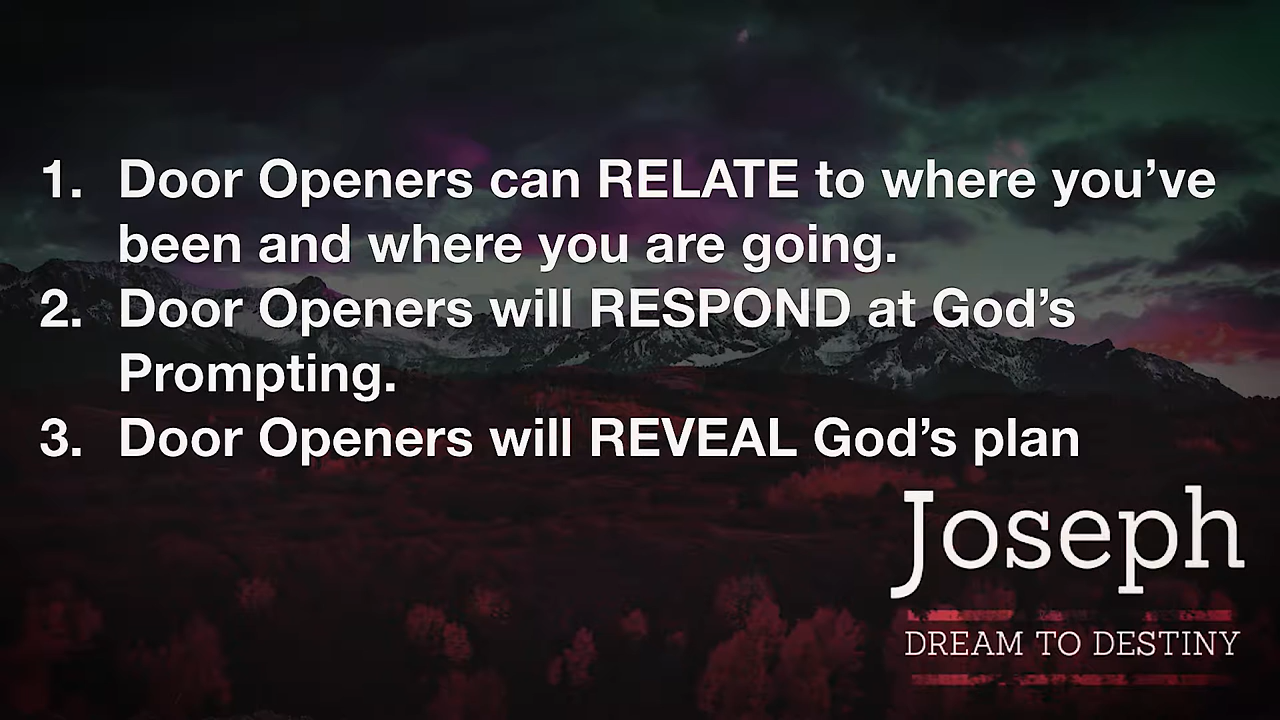 1. Door Openers can RELATE to where you’ve
been and where you are going.
2. Door Openers will RESPOND at God’s
Prompting.
3. Door Openers will REVEAL God’s plan
Joseph
DREAM TO DESTINY